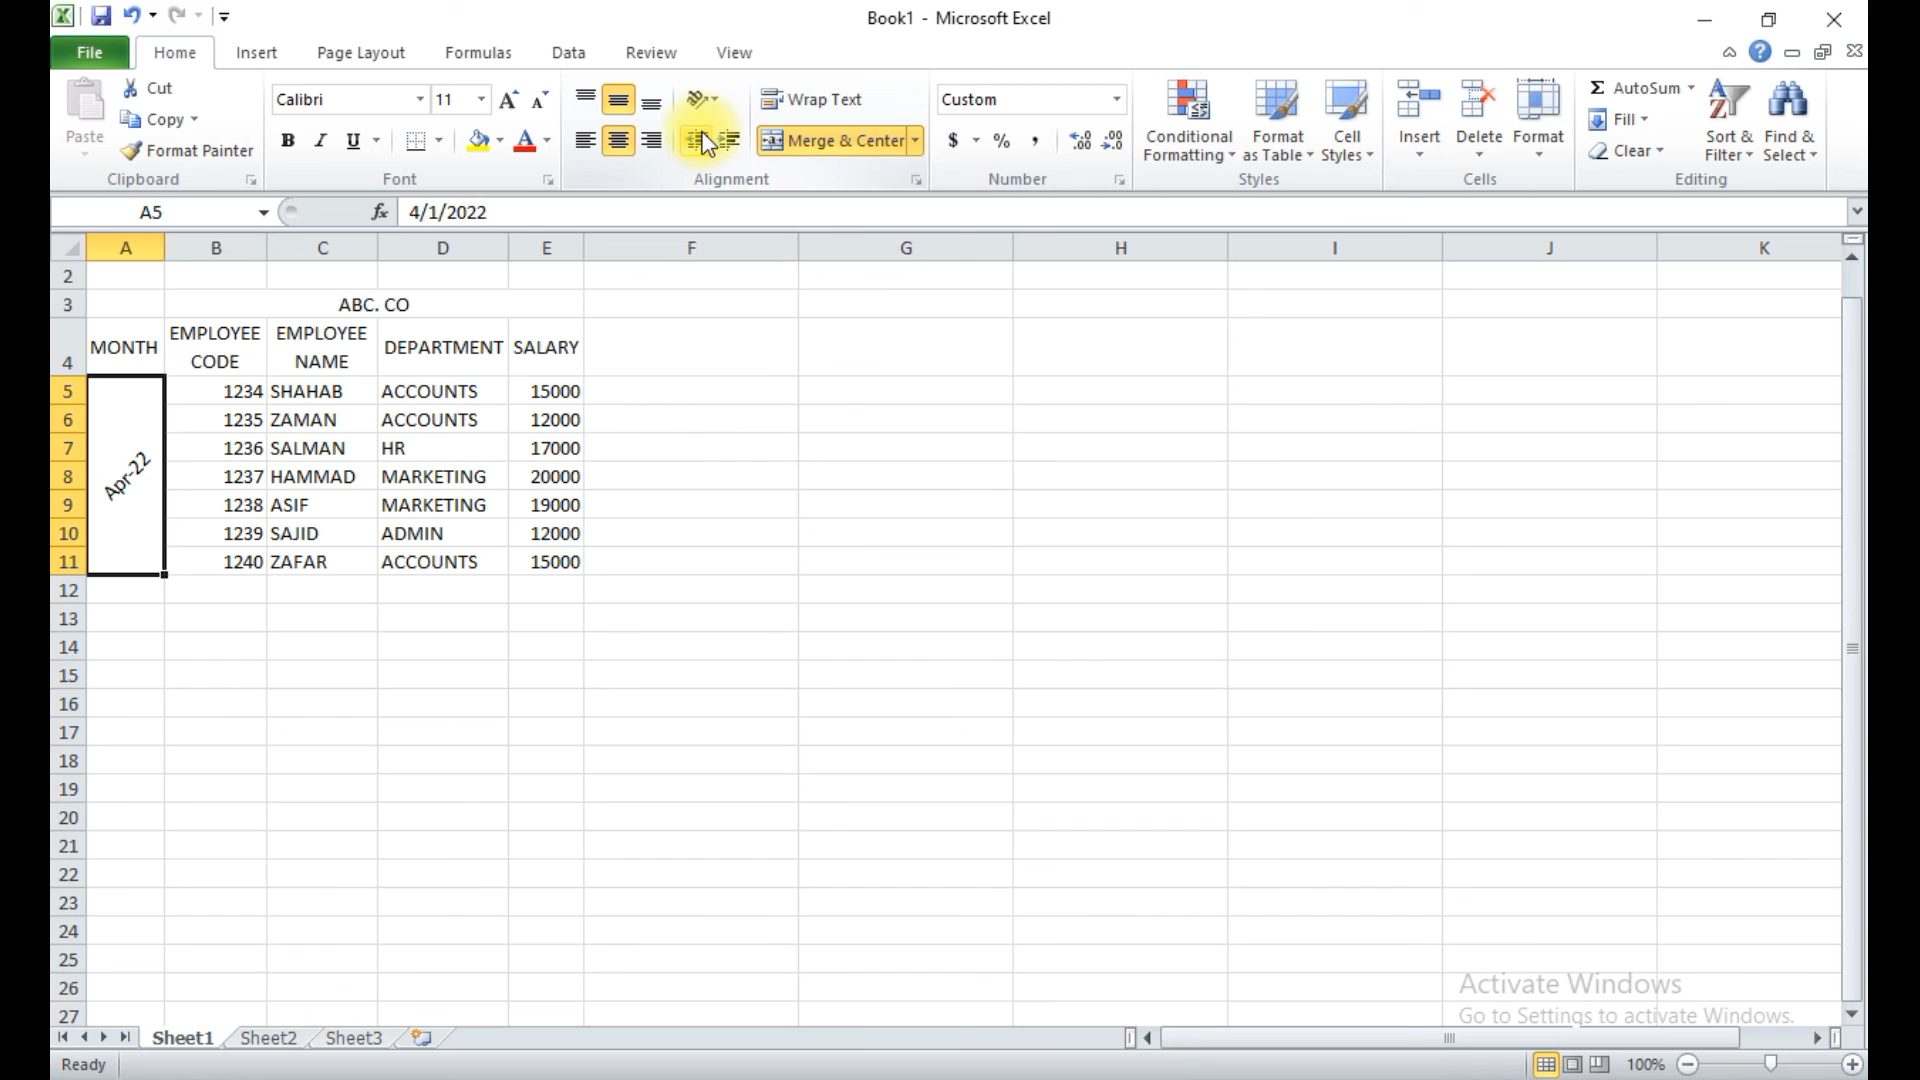 Book1 - Microsoft Excel
File Home Insert Page Layout Formulas Data Review View
Paste
Cut
Copy
Format Painter
Clipboard
Calibri 11
B I U
Font
Wrap Text
Merge & Center
Alignment
Custom
$ % ,
Number
Conditional Formatting
Format as Table
Cell Styles
Styles
Insert Delete Format
Cells
AutoSum
Fill
Clear
Sort & Filter
Find & Select
Editing
A5 fx 4/1/2022
A B C D E F G H I J K
2
3 ABC. CO
4 MONTH EMPLOYEE CODE EMPLOYEE NAME DEPARTMENT SALARY
5 1234 SHAHAB ACCOUNTS 15000
6 1235 ZAMAN ACCOUNTS 12000
7 1236 SALMAN HR 17000
8 Apr-22 1237 HAMMAD MARKETING 20000
9 1238 ASIF MARKETING 19000
10 1239 SAJID ADMIN 12000
11 1240 ZAFAR ACCOUNTS 15000
12
13
14
15
16
17
18
19
20
21
22
23
24
25
26
27
Activate Windows
Go to Settings to activate Windows.
Sheet1 Sheet2 Sheet3
Ready 100%